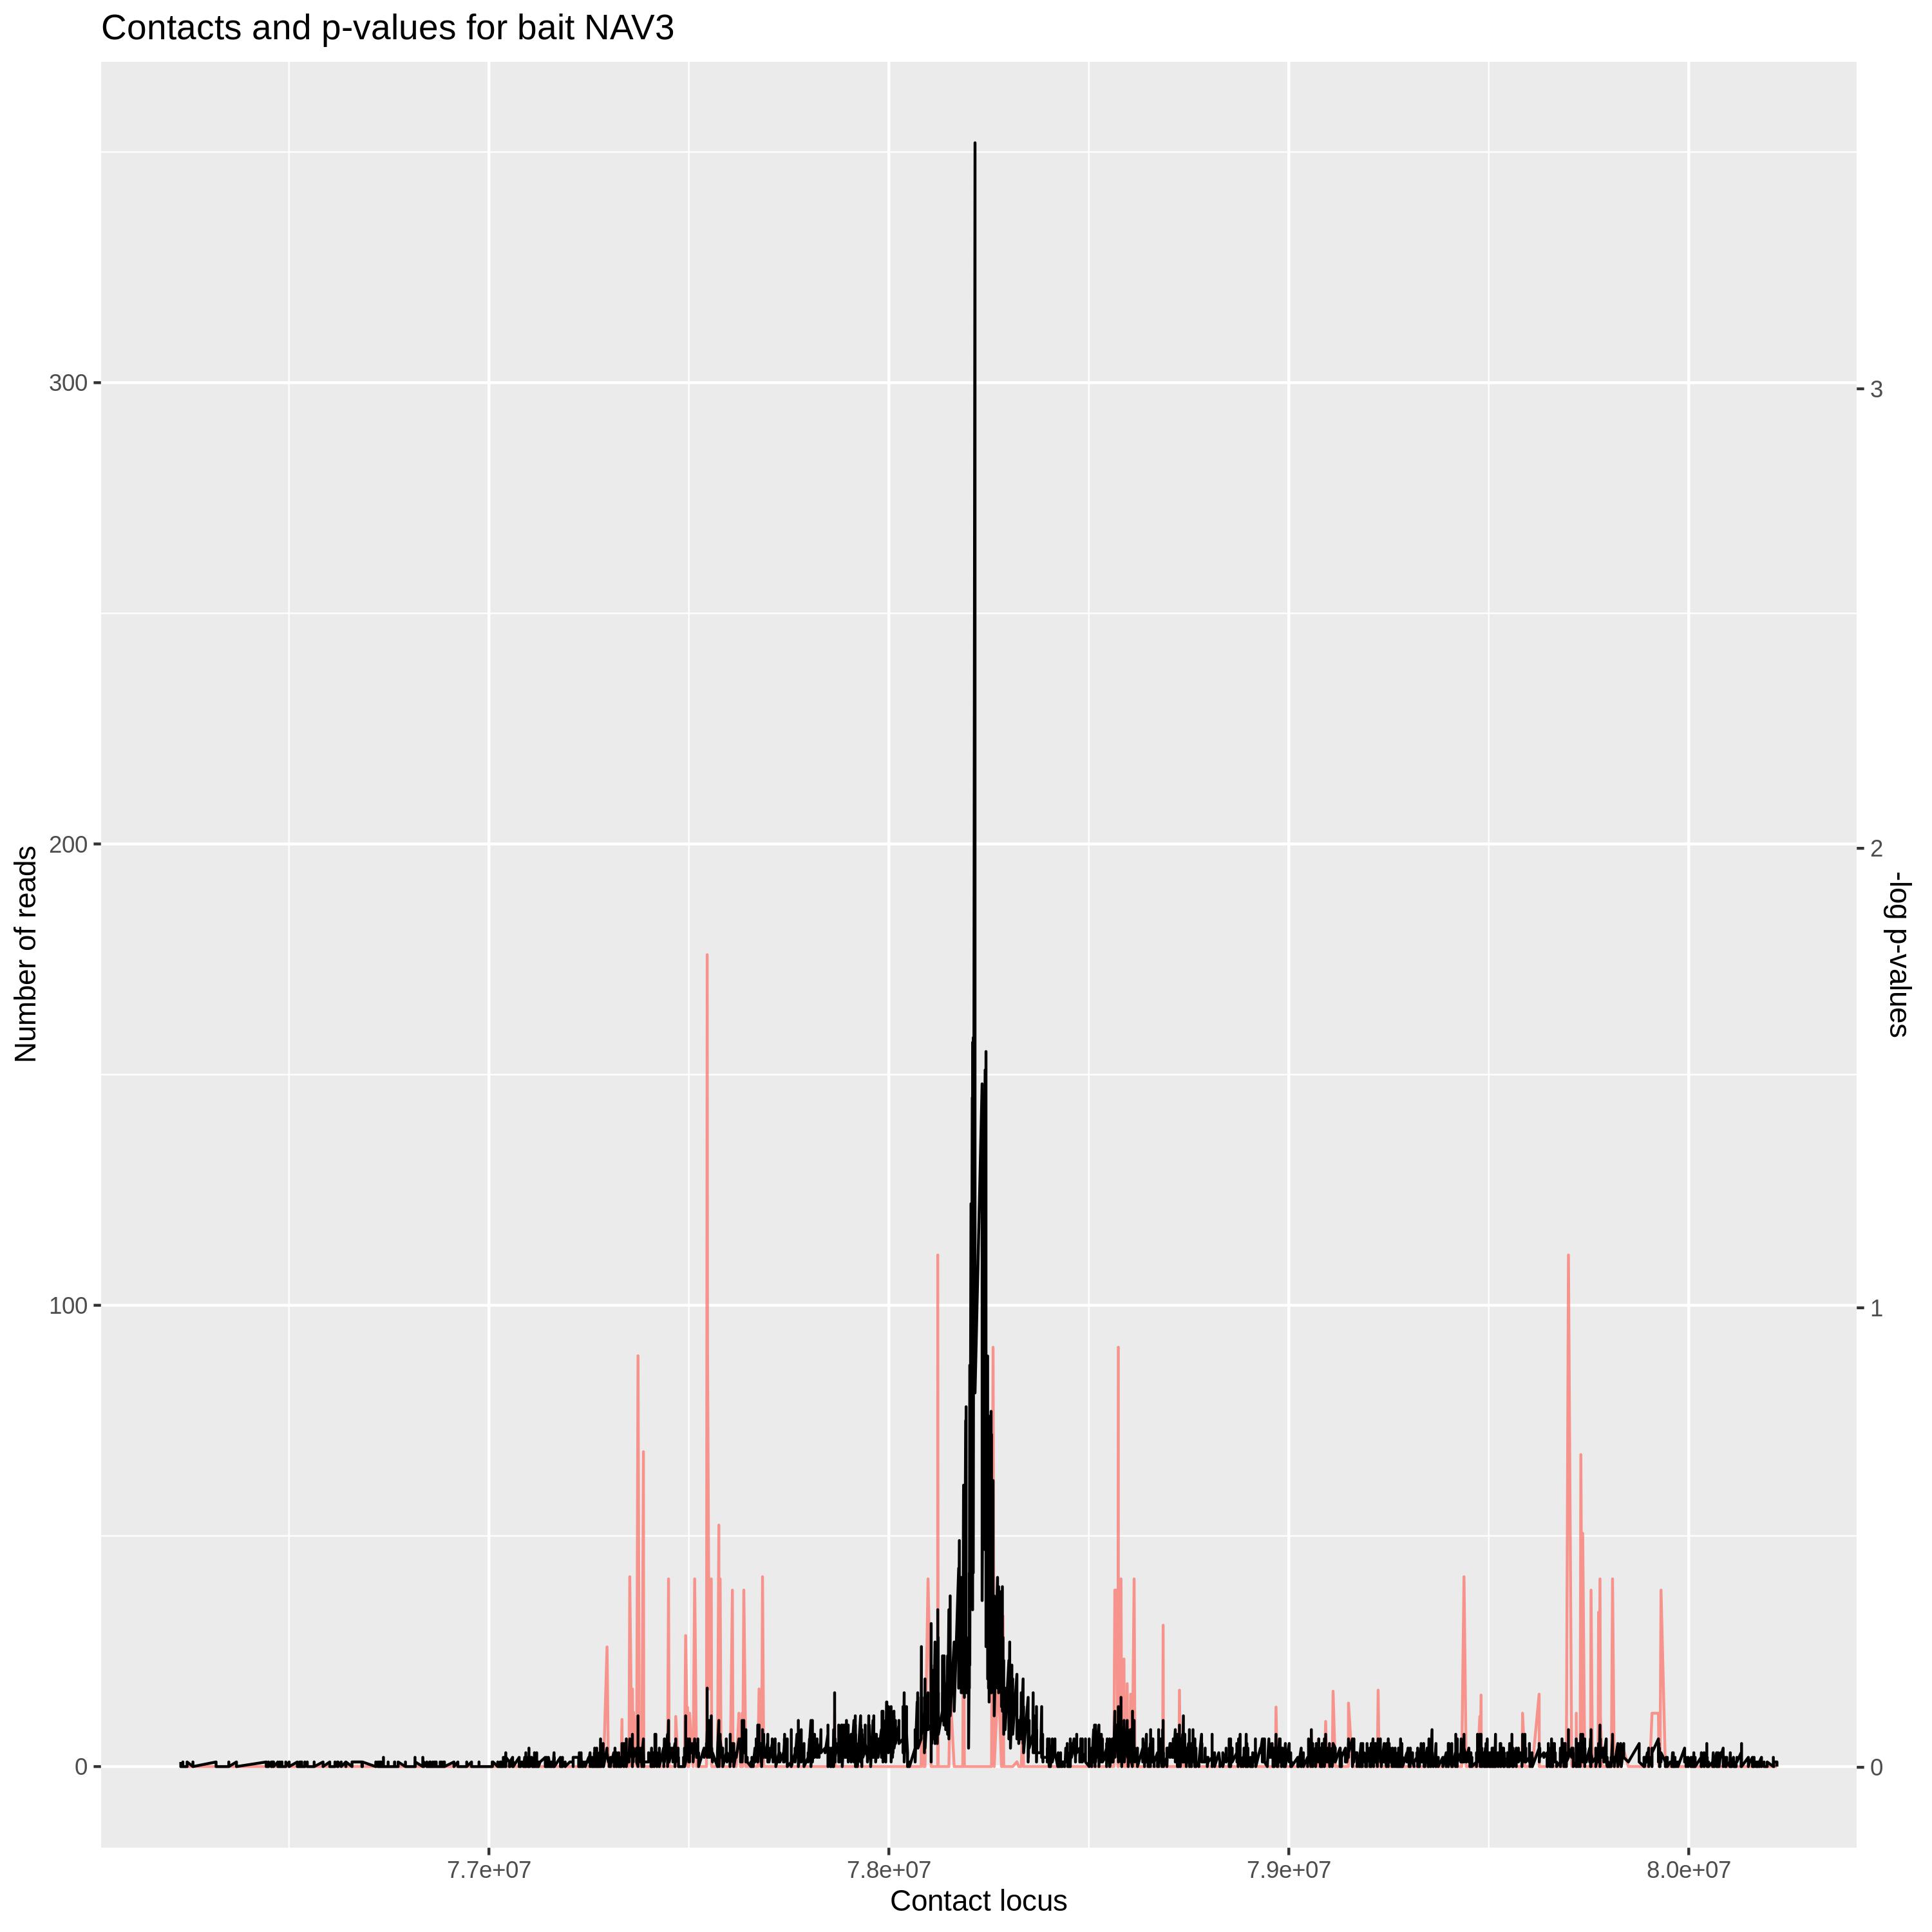 Contacts and p-values for bait NAV3
300
200
100
0
Number of reads
3
2
1
0
-log p-values
7.7e+07
7.8e+07
7.9e+07
8.0e+07
Contact locus